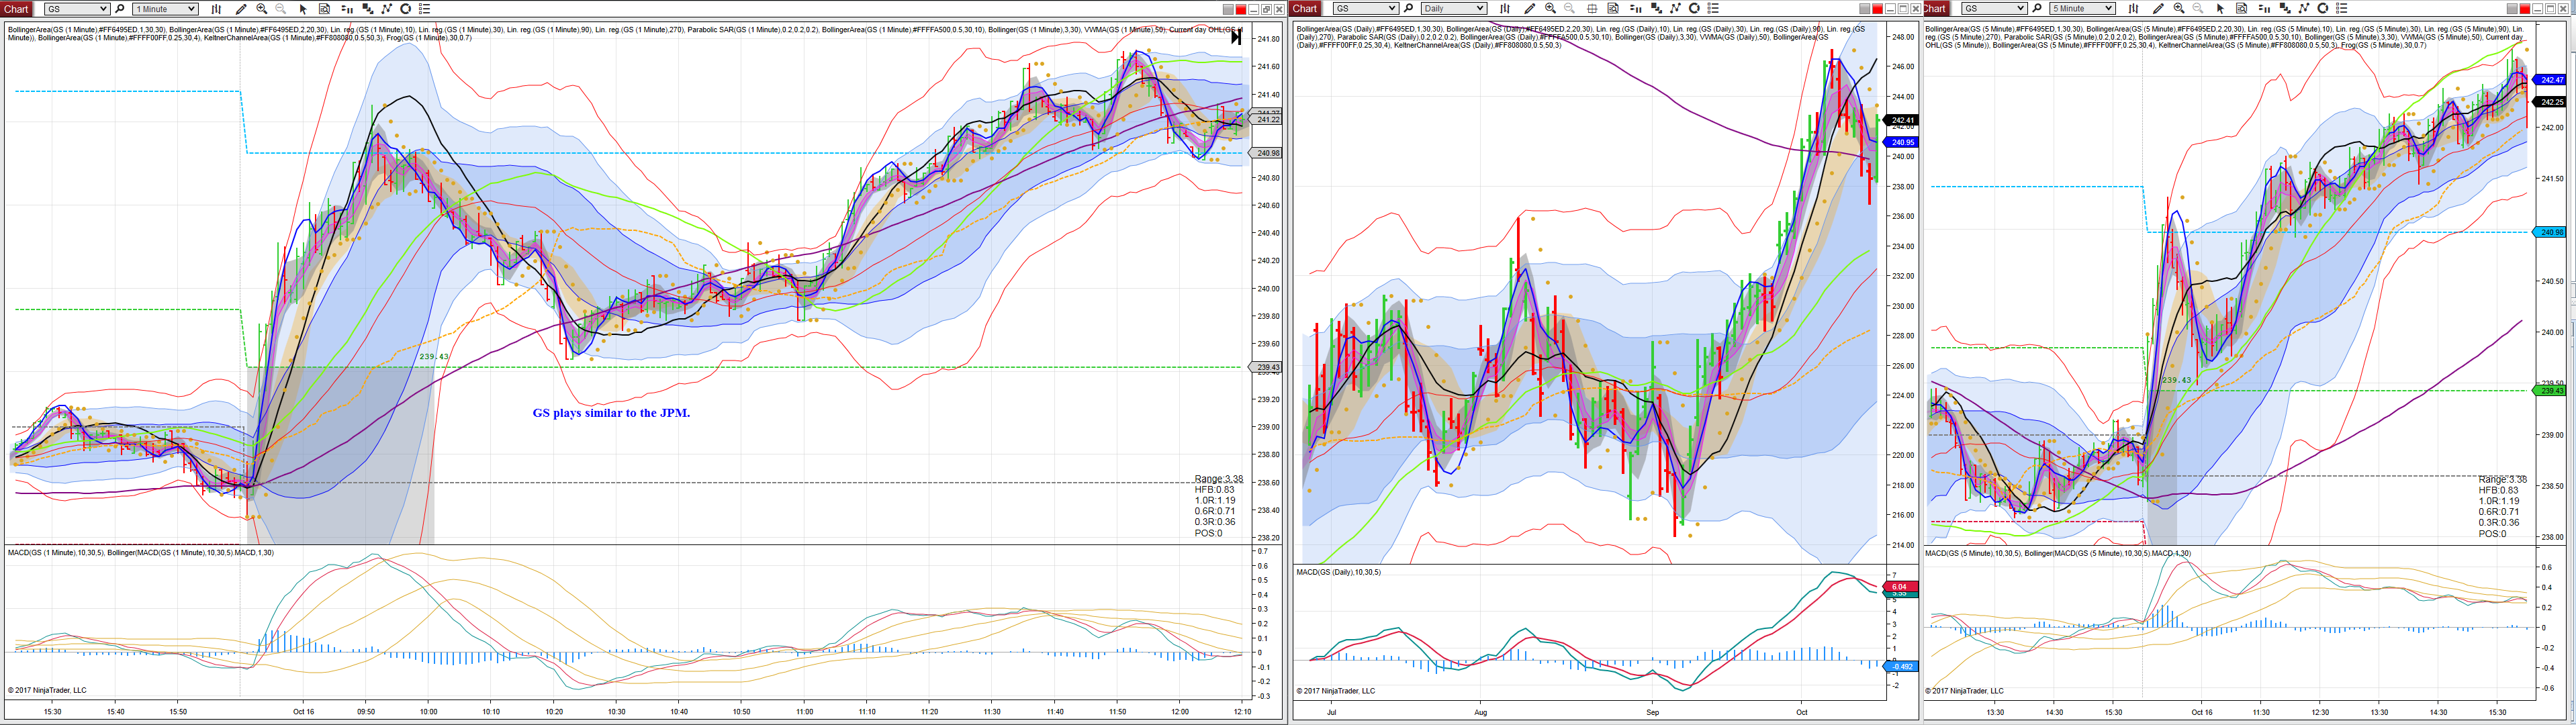 Chart GS 1 Minute
BollingerArea(GS (1 Minute),#FF6495ED,1,30,30), BollingerArea(GS (1 Minute),#FF6495ED,2,20,30), Lin. reg.(GS (1 Minute),10), Lin. reg.(GS (1 Minute),30), Lin. reg.(GS (1 Minute),90), Lin. reg.(GS (1 Minute),270), Parabolic SAR(GS (1 Minute),0.2,0.2,0.2), BollingerArea(GS (1 Minute),#FFFFA500,0.5,30,10), Bollinger(GS (1 Minute),3,30), VWMA(GS (1 Minute),50), Current day OHL(GS (1
Minute)), BollingerArea(GS (1 Minute),#FFFF00FF,0.25,30,4), KeltnerChannelArea(GS (1 Minute),#FF808080,0.5,50,3), Frog(GS (1 Minute),30,0.7)
241.80
241.60
241.40
241.22
240.98
240.80
240.60
240.40
240.20
240.00
239.80
239.60
239.43
239.43
239.20
239.00
238.80
238.60
238.40
238.20
GS plays similar to the JPM.
Range:3.38
HFB:0.83
1.0R:1.19
0.6R:0.71
0.3R:0.36
POS:0
MACD(GS (1 Minute),10,30,5), Bollinger(MACD(GS (1 Minute),10,30,5).MACD,1,30)
0.7
0.6
0.5
0.4
0.3
0.2
0.1
0
-0.1
-0.2
-0.3
© 2017 NinjaTrader, LLC
15:30 15:40 15:50 Oct 16 09:50 10:00 10:10 10:20 10:30 10:40 10:50 11:00 11:10 11:20 11:30 11:40 11:50 12:00 12:10
Chart GS Daily
BollingerArea(GS (Daily),#FF6495ED,1,30,30), BollingerArea(GS (Daily),#FF6495ED,2,20,30), Lin. reg.(GS (Daily),10), Lin. reg.(GS (Daily),30), Lin. reg.(GS (Daily),90), Lin. reg.(GS
(Daily),270), Parabolic SAR(GS (Daily),0.2,0.2,0.2), BollingerArea(GS (Daily),#FFFFA500,0.5,30,10), Bollinger(GS (Daily),3,30), VWMA(GS (Daily),50), BollingerArea(GS
(Daily),#FFFF00FF,0.25,30,4), KeltnerChannelArea(GS (Daily),#FF808080,0.5,50,3)
248.00
246.00
244.00
242.41
242.00
240.95
240.00
238.00
236.00
234.00
232.00
230.00
228.00
226.00
224.00
222.00
220.00
218.00
216.00
214.00
MACD(GS (Daily),10,30,5)
7
6.04
5
4
3
2
1
0
-0.492
-1
-2
© 2017 NinjaTrader, LLC
Jul Aug Sep Oct
Chart GS 5 Minute
BollingerArea(GS (5 Minute),#FF6495ED,1,30,30), BollingerArea(GS (5 Minute),#FF6495ED,2,20,30), Lin. reg.(GS (5 Minute),10), Lin. reg.(GS (5 Minute),30), Lin. reg.(GS (5 Minute),90), Lin.
reg.(GS (5 Minute),270), Parabolic SAR(GS (5 Minute),0.2,0.2,0.2), BollingerArea(GS (5 Minute),#FFFFA500,0.5,30,10), Bollinger(GS (5 Minute),3,30), VWMA(GS (5 Minute),50), Current day
OHL(GS (5 Minute)), BollingerArea(GS (5 Minute),#FFFF00FF,0.25,30,4), KeltnerChannelArea(GS (5 Minute),#FF808080,0.5,50,3), Frog(GS (5 Minute),30,0.7)
242.47
242.25
242.00
241.50
240.98
240.50
240.00
239.50
239.43
239.43
239.00
238.50
238.00
Range:3.38
HFB:0.83
1.0R:1.19
0.6R:0.71
0.3R:0.36
POS:0
MACD(GS (5 Minute),10,30,5), Bollinger(MACD(GS (5 Minute),10,30,5).MACD,1,30)
0.6
0.4
0.2
0
-0.2
-0.4
-0.6
© 2017 NinjaTrader, LLC
13:30 14:30 15:30 Oct 16 11:30 12:30 13:30 14:30 15:30